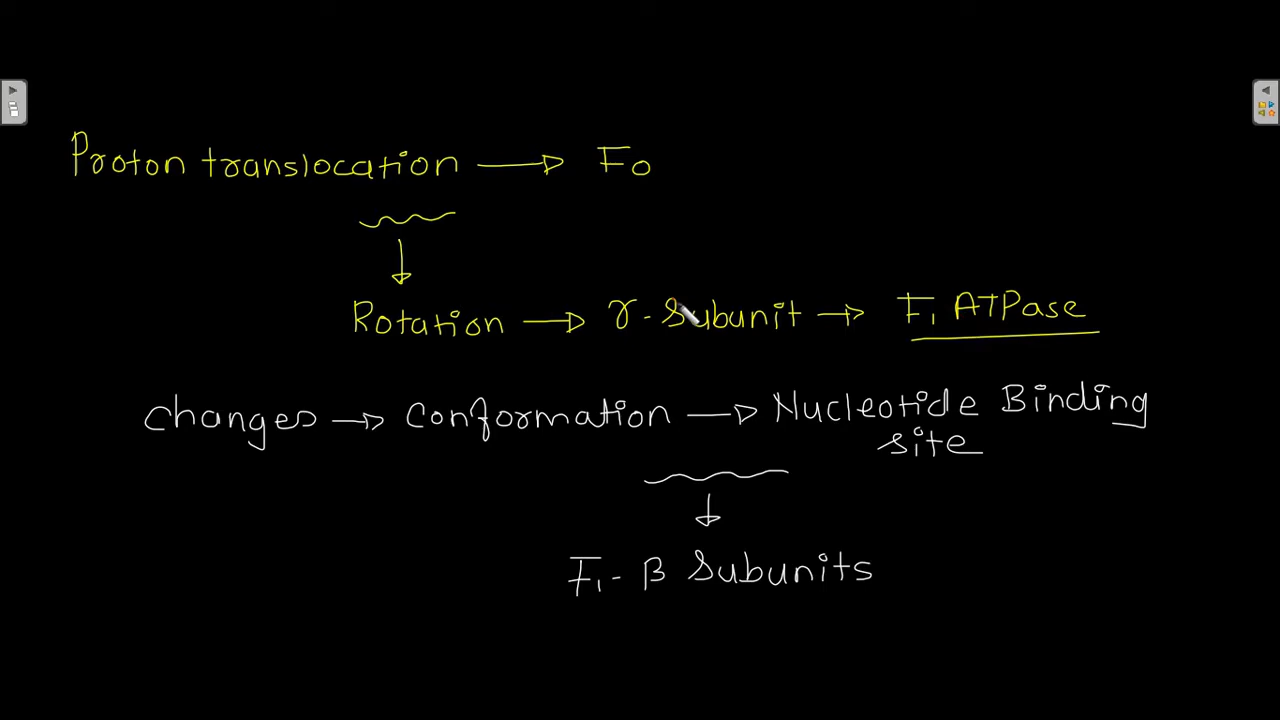 Proton translocation → Fo
↓
Rotation → γ-subunit → F₁ ATPase
changes → conformation → Nucleotide Binding
site
↓
F₁- β subunits